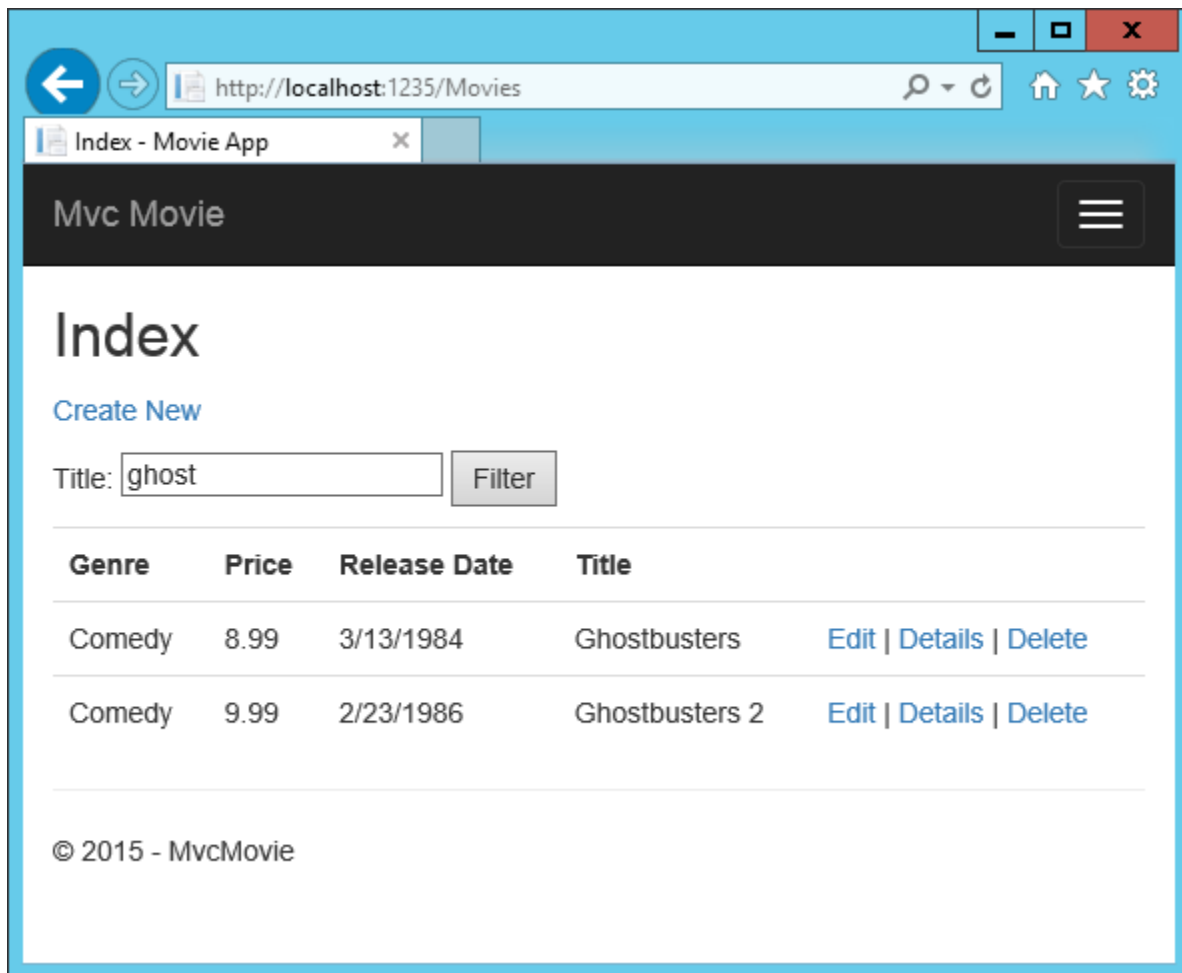 http://localhost:1235/Movies
Index - Movie App
Mvc Movie
Index
Create New
Title: ghost Filter
Genre Price Release Date Title
Comedy 8.99 3/13/1984 Ghostbusters Edit | Details | Delete
Comedy 9.99 2/23/1986 Ghostbusters 2 Edit | Details | Delete
© 2015 - MvcMovie